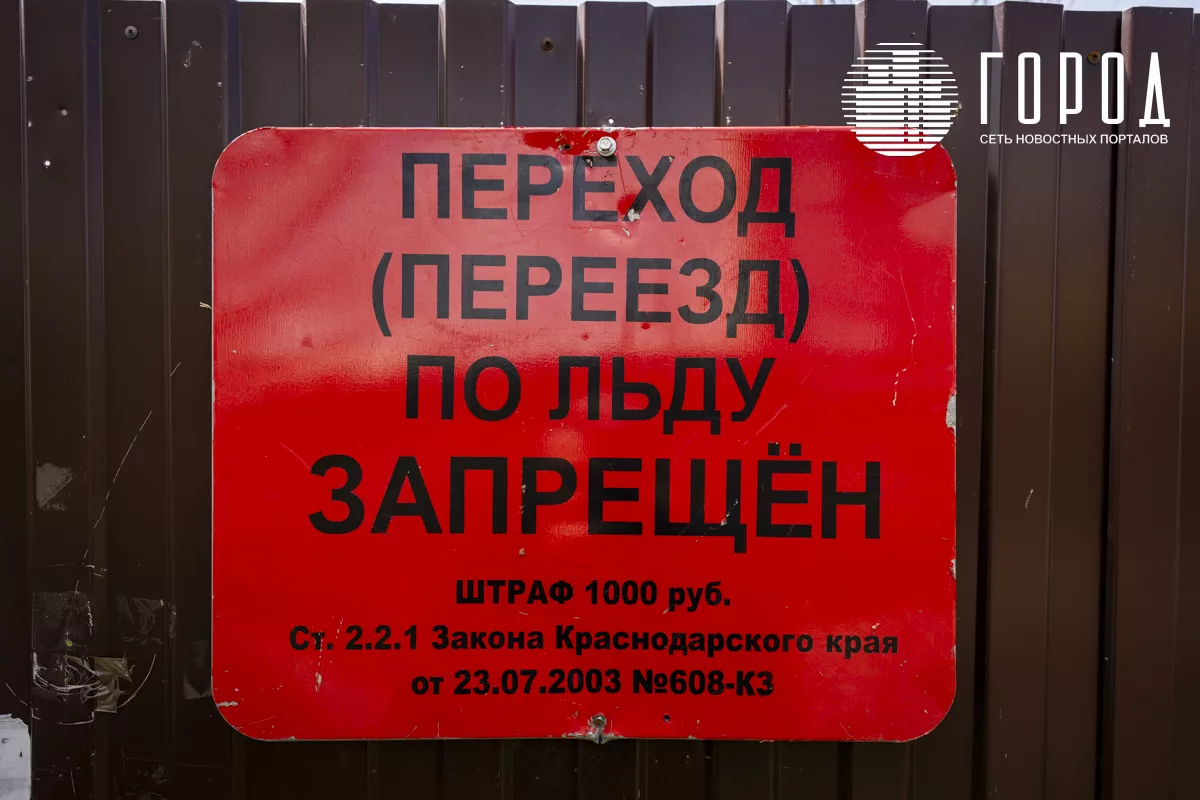 ГОРОД
СЕТЬ НОВОСТНЫХ ПОРТАЛОВ
ПЕРЕХОД
(ПЕРЕЕЗД)
ПО ЛЬДУ
ЗАПРЕЩЁН
ШТРАФ 1000 руб.
Ст. 2.2.1 Закона Краснодарского края
от 23.07.2003 №608-КЗ